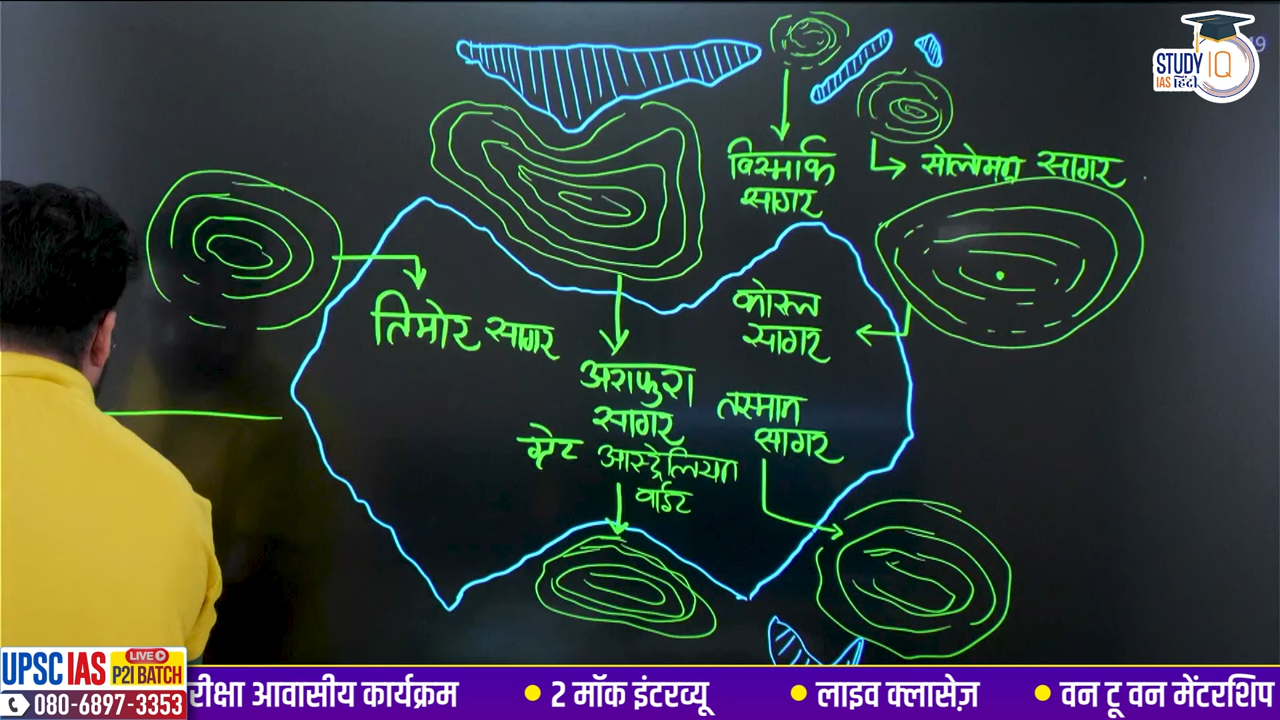 STUDY IQ
IAS हिंदी
बिस्मार्क
सागर
सोलोमन सागर
तिमोर सागर
कोरल
सागर
अराफुरा
सागर
तस्मान
सागर
ग्रेट आस्ट्रेलियन
वाईट
UPSC IAS LIVE
P2I BATCH
080-6897-3353
रीक्षा आवासीय कार्यक्रम
2 मॉक इंटरव्यू
लाइव क्लासेज़
वन टू वन मेंटरशिप